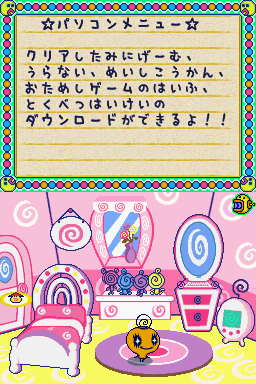 ☆パソコンメニュー☆
クリアしたみにげーむ、
うらない、めいしこうかん、
おためしゲームのはいふ、
とくべつはいけいの
ダウンロードができるよ!!